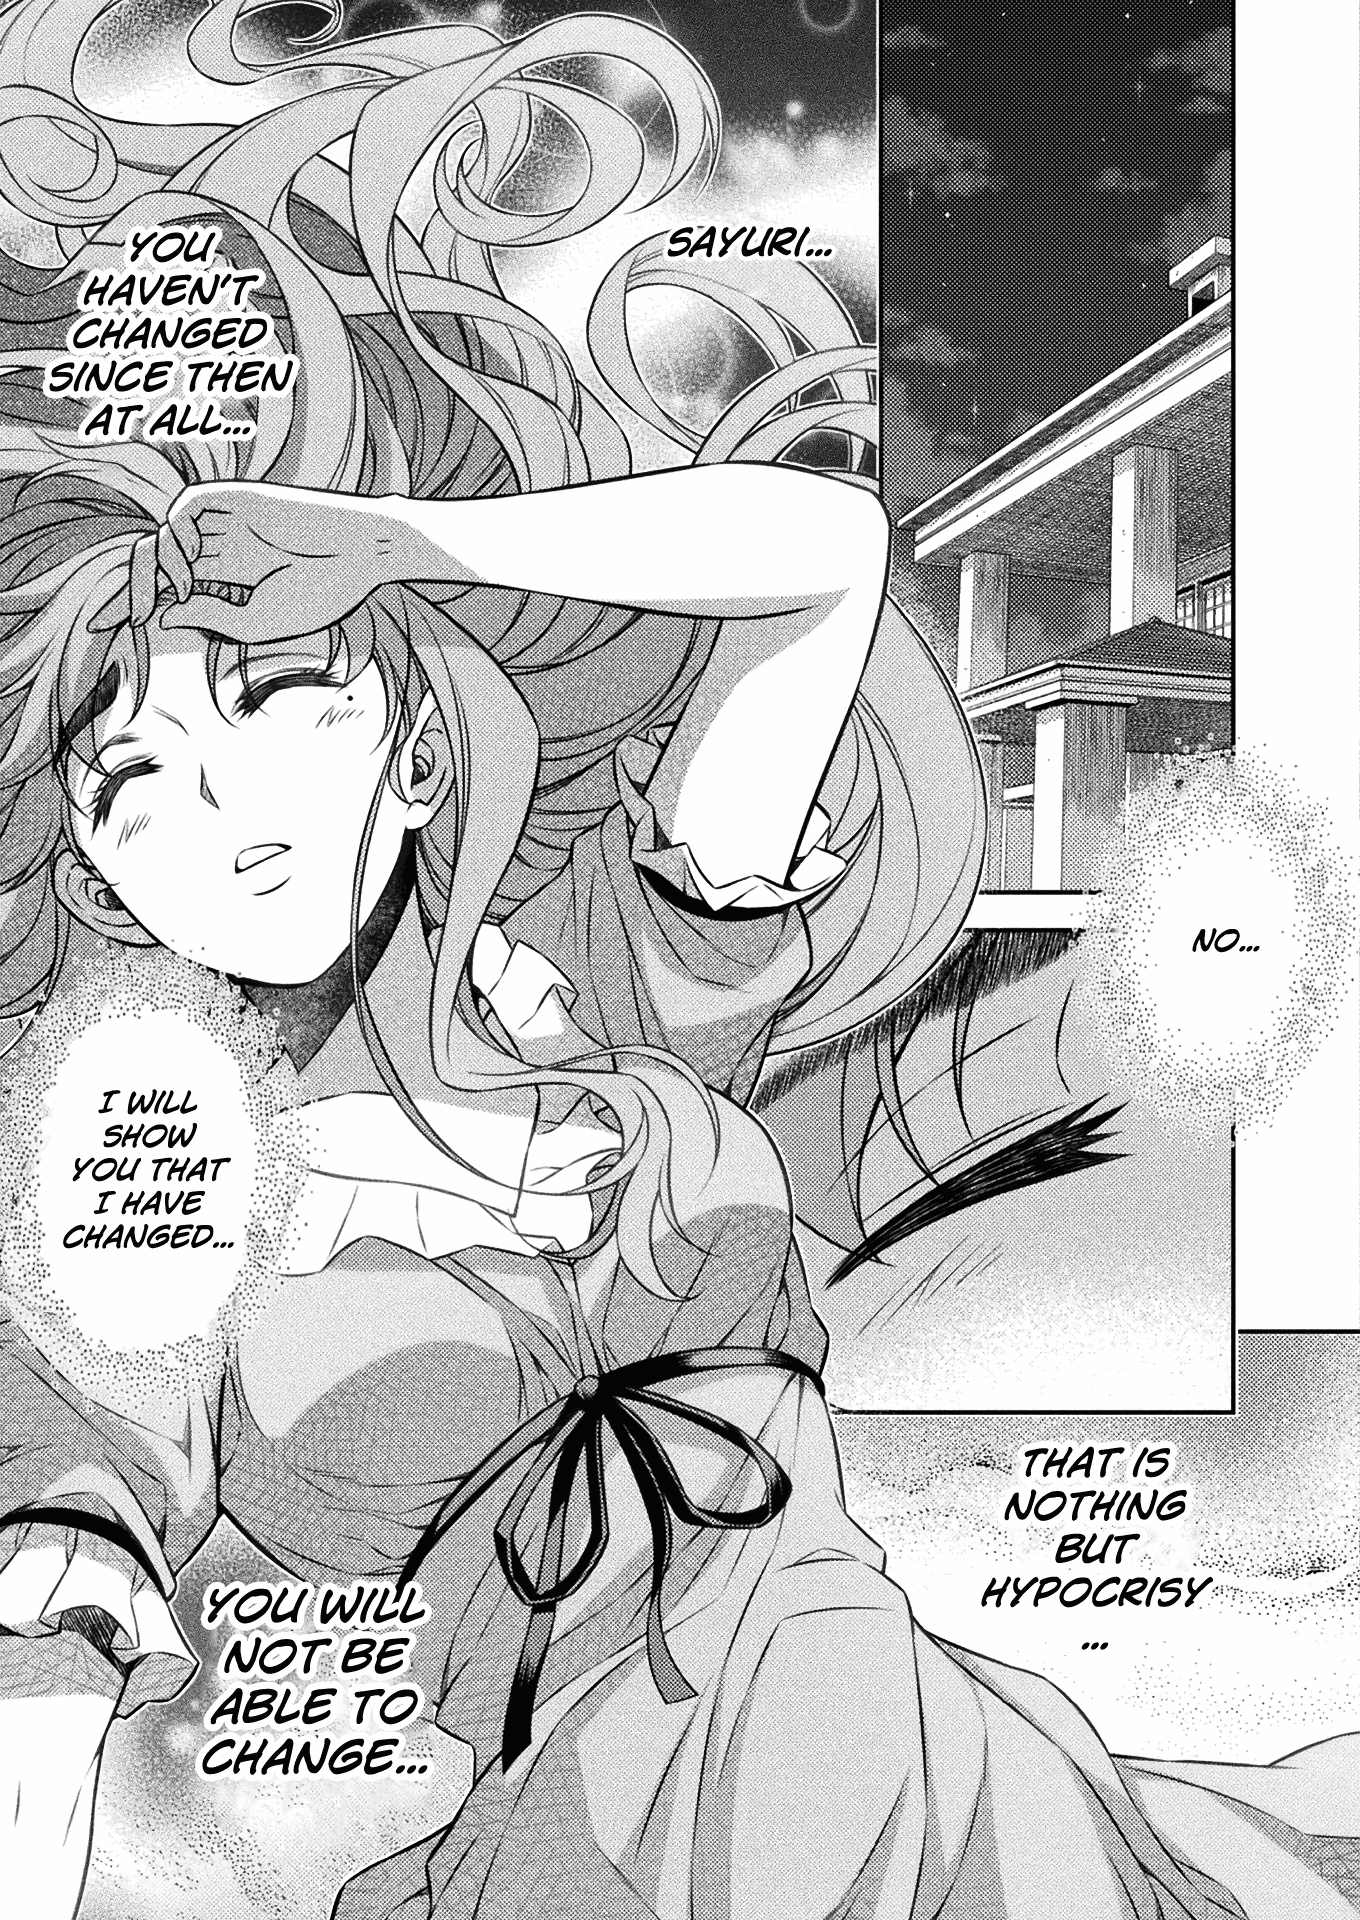 SAYURI...
YOU
HAVEN'T
CHANGED
SINCE THEN
AT ALL...
NO...
I WILL
SHOW
YOU THAT
I HAVE
CHANGED...
THAT IS
NOTHING
BUT
HYPOCRISY
...
YOU WILL
NOT BE
ABLE TO
CHANGE...